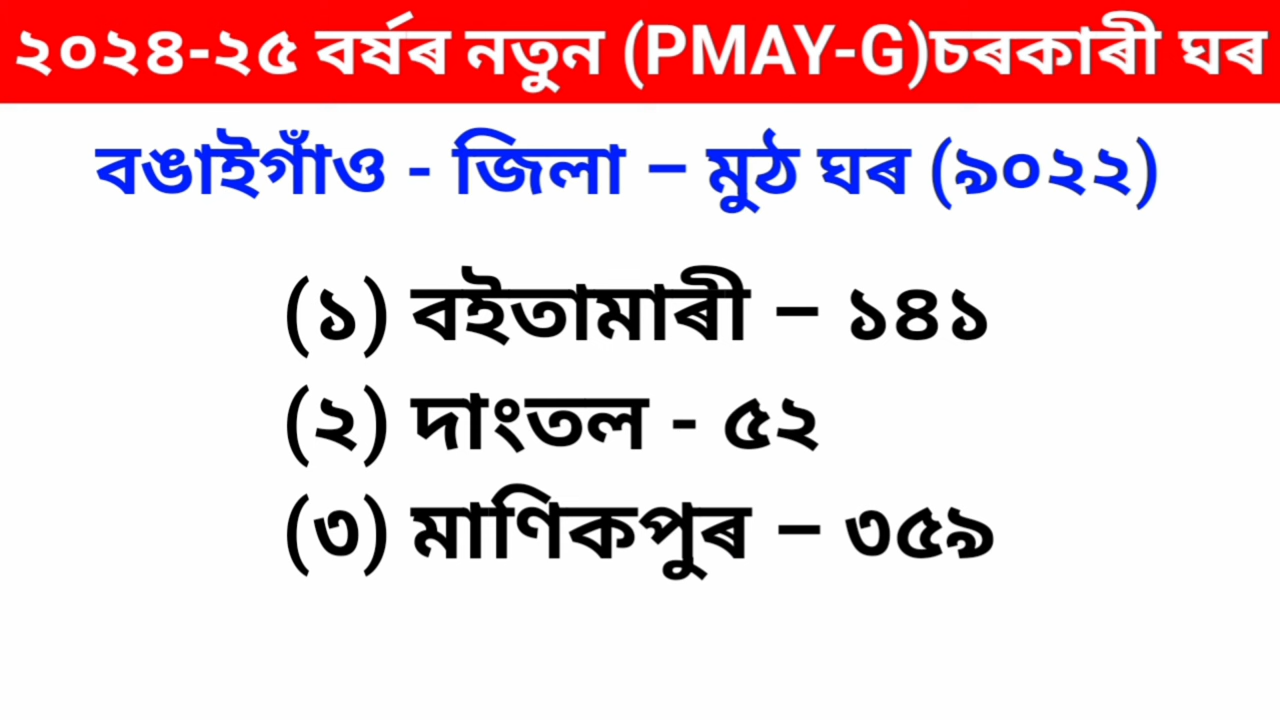 ২০২৪-২৫ বৰ্ষৰ নতুন (PMAY-G)চৰকাৰী ঘৰ
বঙাইগাঁও - জিলা – মুঠ ঘৰ (৯০২২)
(১) বইতামাৰী – ১৪১
(২) দাংতল - ৫২
(৩) মাণিকপুৰ – ৩৫৯